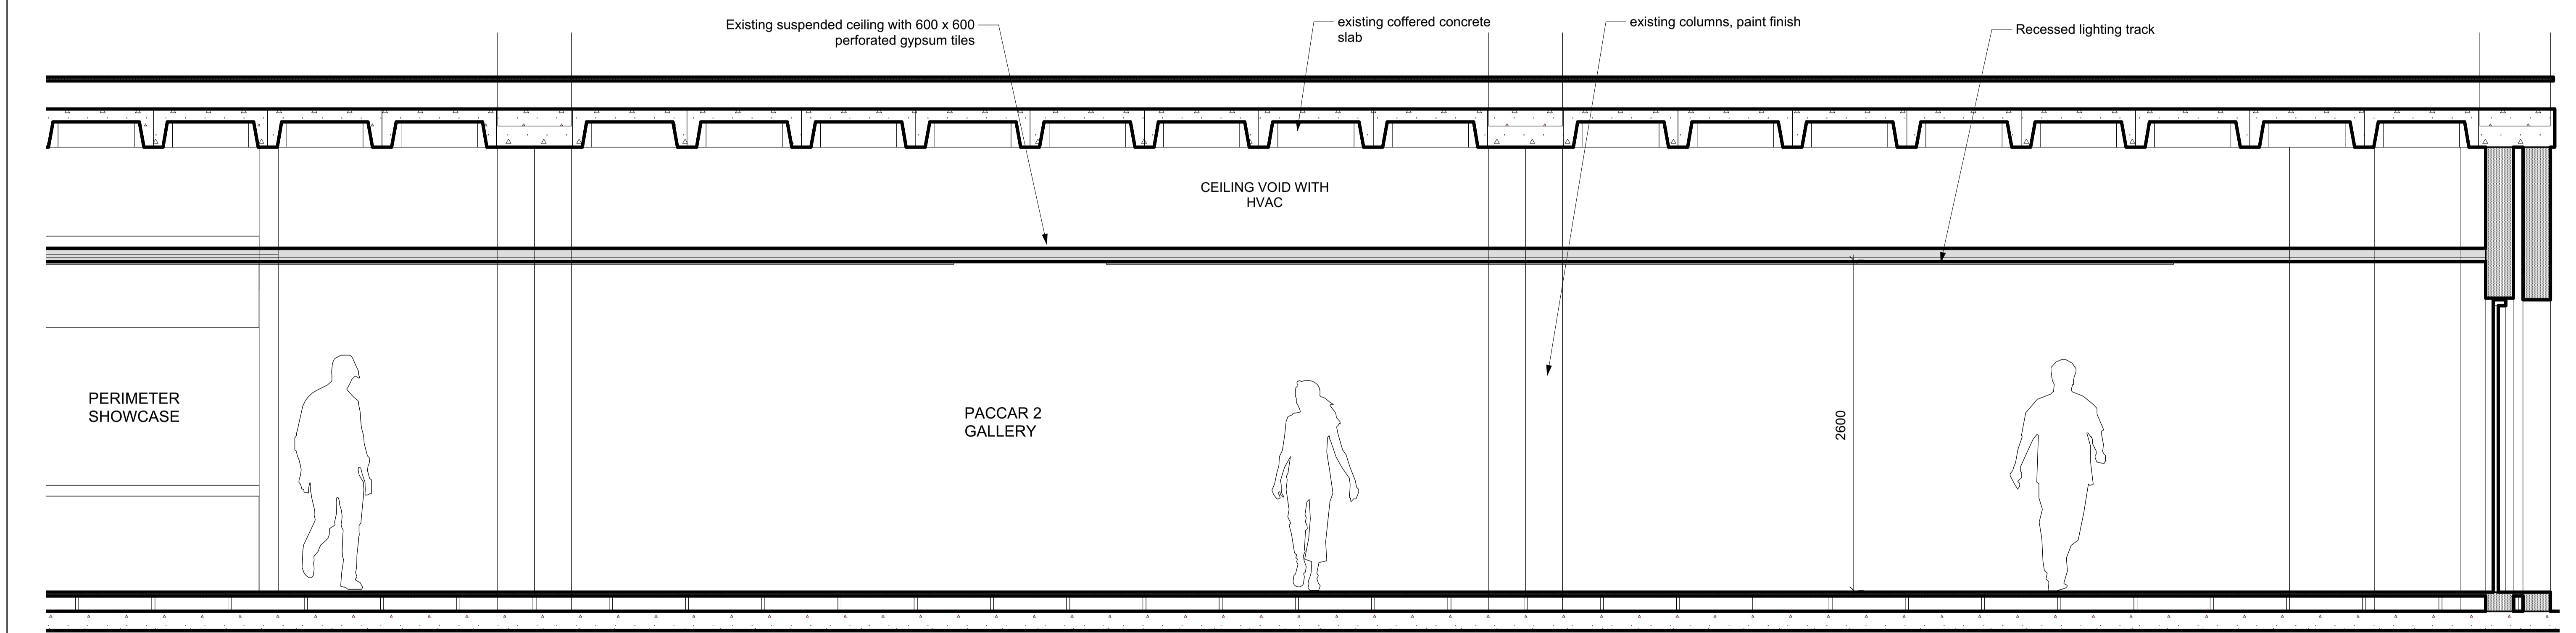 Existing suspended ceiling with 600 x 600
perforated gypsum tiles
existing coffered concrete
slab
existing columns, paint finish
Recessed lighting track
CEILING VOID WITH
HVAC
PERIMETER
SHOWCASE
PACCAR 2
GALLERY
2600